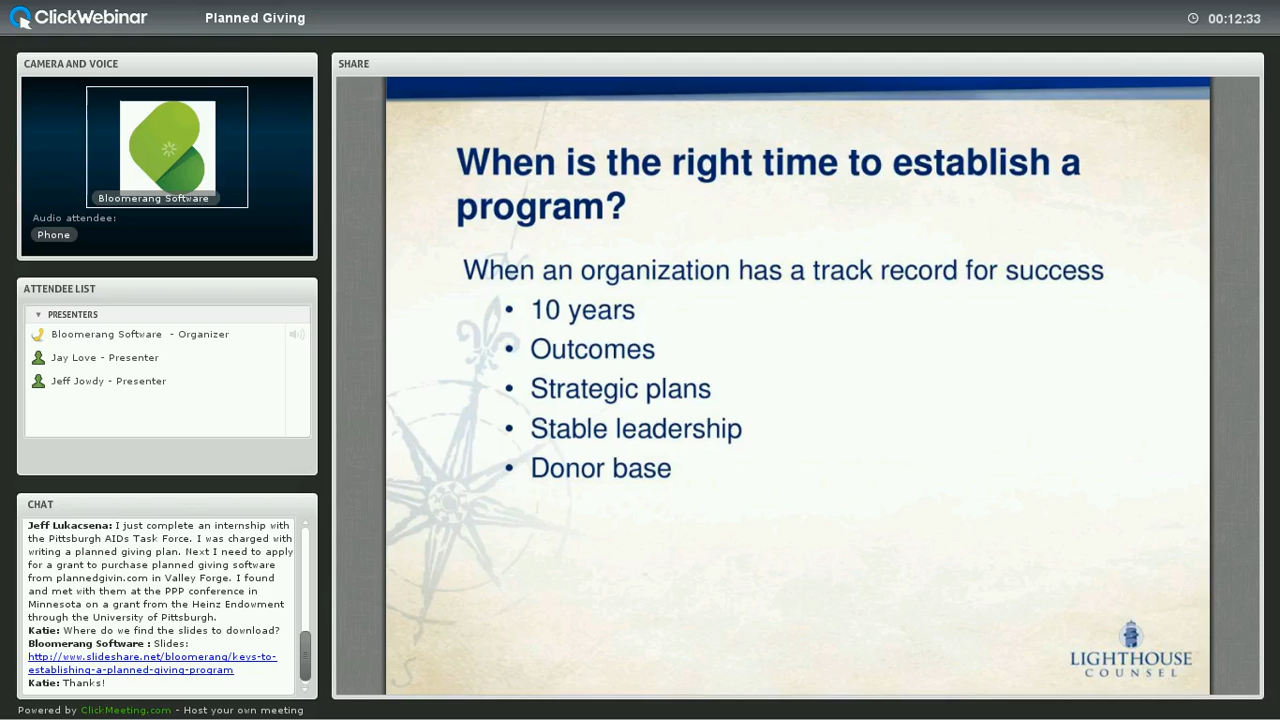 ClickWebinar
Planned Giving
00:12:33
CAMERA AND VOICE
Bloomerang Software
Audio attendee:
Phone
ATTENDEE LIST
PRESENTERS
Bloomerang Software - Organizer
Jay Love - Presenter
Jeff Jowdy - Presenter
CHAT
Jeff Lukacsena: I just complete an internship with
the Pittsburgh AIDs Task Force. I was charged with
writing a planned giving plan. Next I need to apply
for a grant to purchase planned giving software
from plannedgivin.com in Valley Forge. I found
and met with them at the PPP conference in
Minnesota on a grant from the Heinz Endowment
through the University of Pittsburgh.
Katie: Where do we find the slides to download?
Bloomerang Software : Slides:
http://www.slideshare.net/bloomerang/keys-to-
establishing-a-planned-giving-program
Katie: Thanks!
SHARE
When is the right time to establish a
program?
When an organization has a track record for success
• 10 years
• Outcomes
• Strategic plans
• Stable leadership
• Donor base
LIGHTHOUSE
COUNSEL
Powered by ClickMeeting.com - Host your own meeting